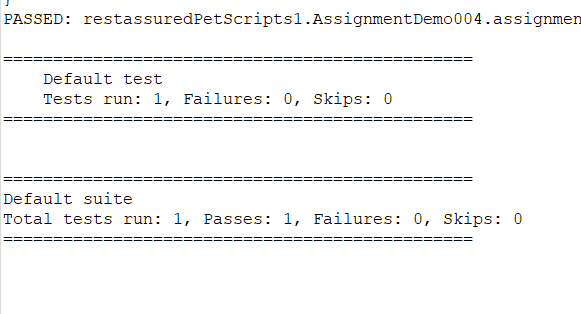 PASSED: restassuredPetScripts1.AssignmentDemo004.assignmen
===============================================
Default test
Tests run: 1, Failures: 0, Skips: 0
===============================================
===============================================
Default suite
Total tests run: 1, Passes: 1, Failures: 0, Skips: 0
===============================================